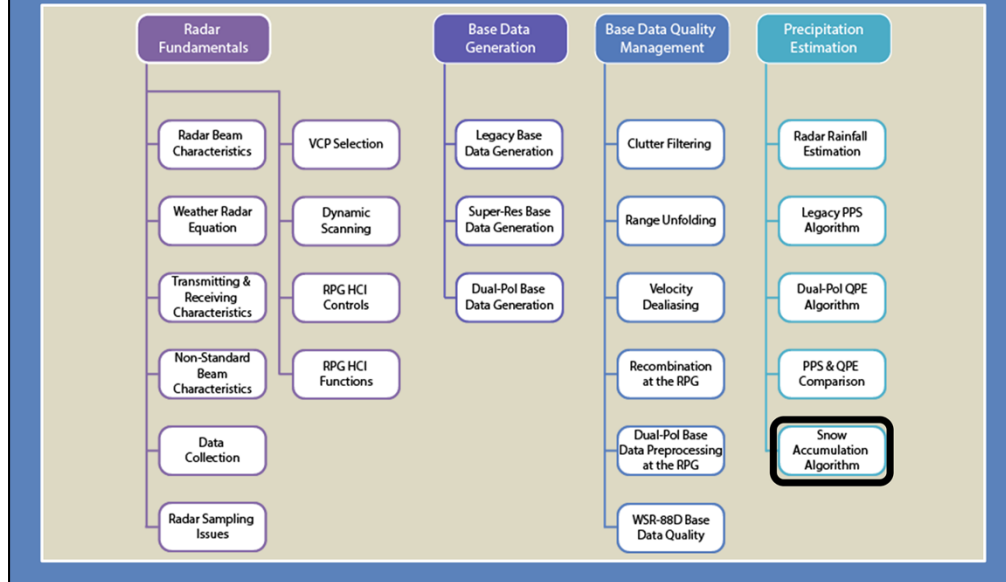 Radar
Fundamentals
Radar Beam
Characteristics
Weather Radar
Equation
Transmitting &
Receiving
Characteristics
Non-Standard
Beam
Characteristics
Data
Collection
Radar Sampling
Issues
VCP Selection
Dynamic
Scanning
RPG HCI
Controls
RPG HCI
Functions
Base Data
Generation
Legacy Base
Data Generation
Super-Res Base
Data Generation
Dual-Pol Base
Data Generation
Base Data Quality
Management
Clutter Filtering
Range Unfolding
Velocity
Dealiasing
Recombination
at the RPG
Dual-Pol Base
Data Preprocessing
at the RPG
WSR-88D Base
Data Quality
Precipitation
Estimation
Radar Rainfall
Estimation
Legacy PPS
Algorithm
Dual-Pol QPE
Algorithm
PPS & QPE
Comparison
Snow
Accumulation
Algorithm